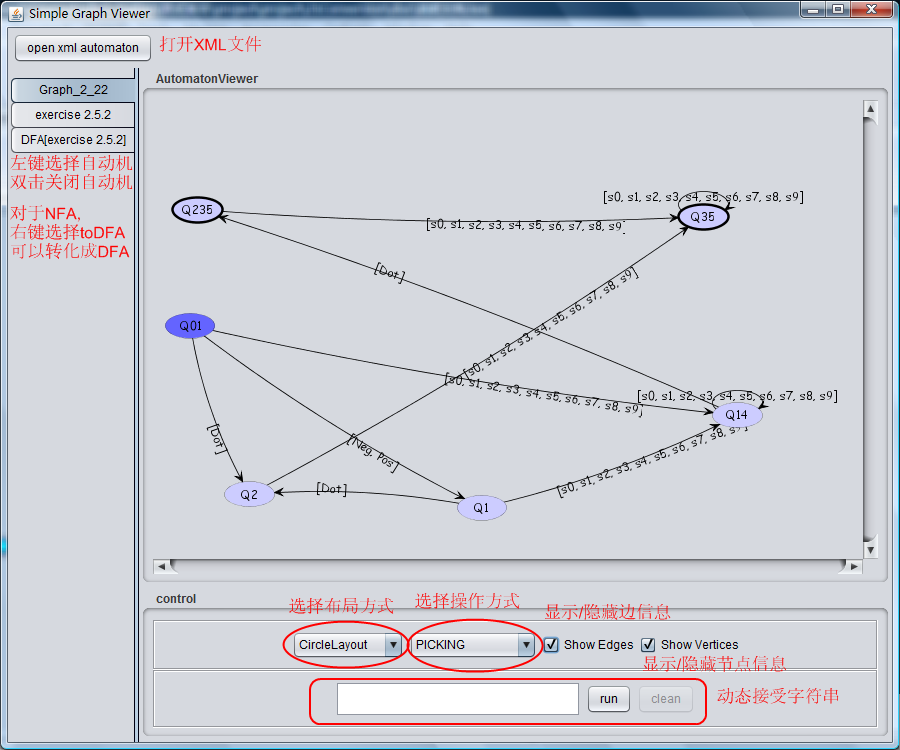 Simple Graph Viewer
open xml automaton
打开XML文件
Graph_2_22
exercise 2.5.2
DFA[exercise 2.5.2]
左键选择自动机
双击关闭自动机
对于NFA,
右键选择toDFA
可以转化成DFA
AutomatonViewer
[s0, s1, s2, s3, s4, s5, s6, s7, s8, s9]
Q235
Q35
[s0, s1, s2, s3, s4, s5, s6, s7, s8, s9]
[Dot]
[s0, s1, s2, s3, s4, s5, s6, s7, s8, s9]
Q01
[s0, s1, s2, s3, s4, s5, s6, s7, s8, s9]
[s0, s1, s2, s3, s4, s5, s6, s7, s8, s9]
Q14
[Dot]
[Neg, Pos]
[s0, s1, s2, s3, s4, s5, s6, s7, s8, s9]
Q2
[Dot]
Q1
control
选择布局方式
选择操作方式
显示/隐藏边信息
CircleLayout
PICKING
Show Edges
Show Vertices
显示/隐藏节点信息
run
clean
动态接受字符串